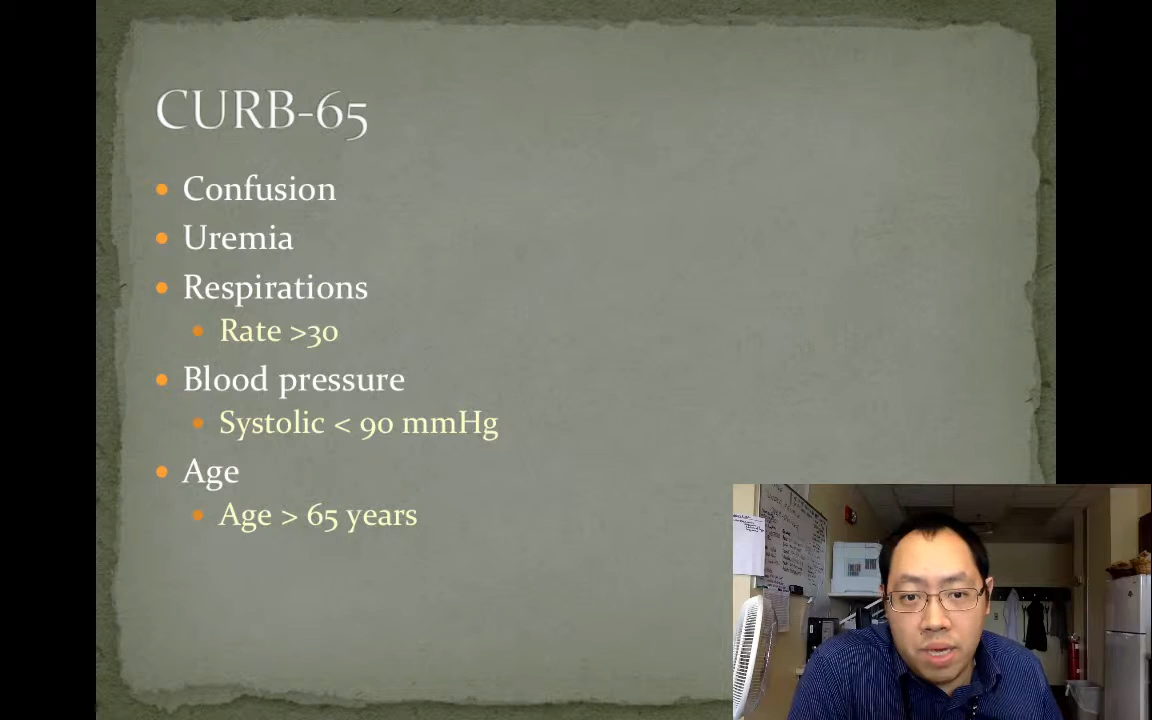 CURB-65
Confusion
Uremia
Respirations
Rate >30
Blood pressure
Systolic < 90 mmHg
Age
Age > 65 years